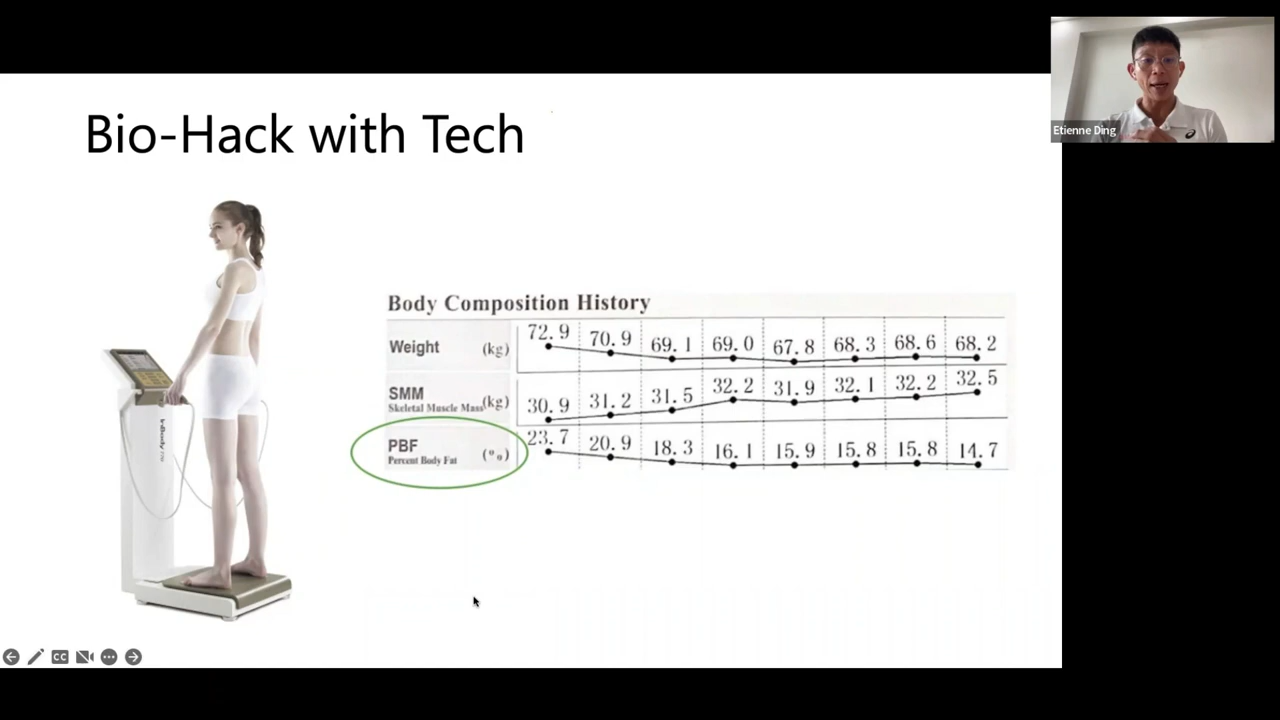 Etienne Ding
Bio-Hack with Tech
InBody
Body Composition History
Weight (kg) 72.9 70.9 69.1 69.0 67.8 68.3 68.6 68.2
SMM
Skeletal Muscle Mass (kg) 30.9 31.2 31.5 32.2 31.9 32.1 32.2 32.5
PBF
Percent Body Fat (%) 23.7 20.9 18.3 16.1 15.9 15.8 15.8 14.7
CC